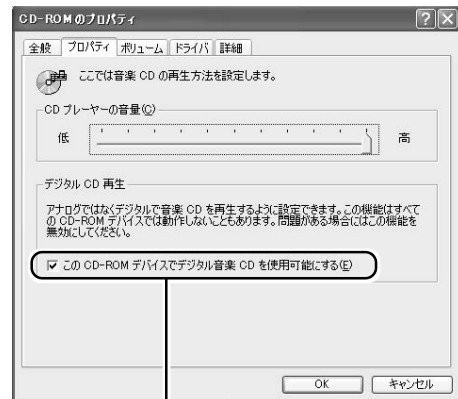 CD-ROMのプロパティ
全般 プロパティ ボリューム ドライバ 詳細
ここでは音楽 CD の再生方法を設定します。
CD プレーヤーの音量(C)
低 高
デジタル CD 再生
アナログではなくデジタルで音楽 CD を再生するように設定できます。この機能はすべて
の CD-ROM デバイスでは動作しないこともあります。問題がある場合にはこの機能を
無効にしてください。
この CD-ROM デバイスでデジタル音楽 CD を使用可能にする(E)
OK キャンセル